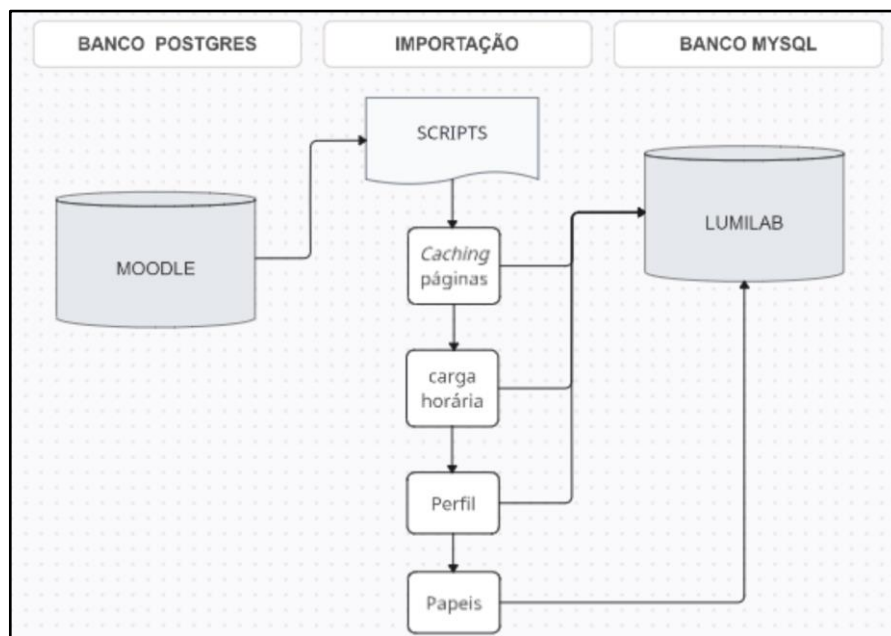 BANCO POSTGRES
IMPORTAÇÃO
BANCO MYSQL
SCRIPTS
MOODLE
LUMILAB
Caching
páginas
carga
horária
Perfil
Papeis